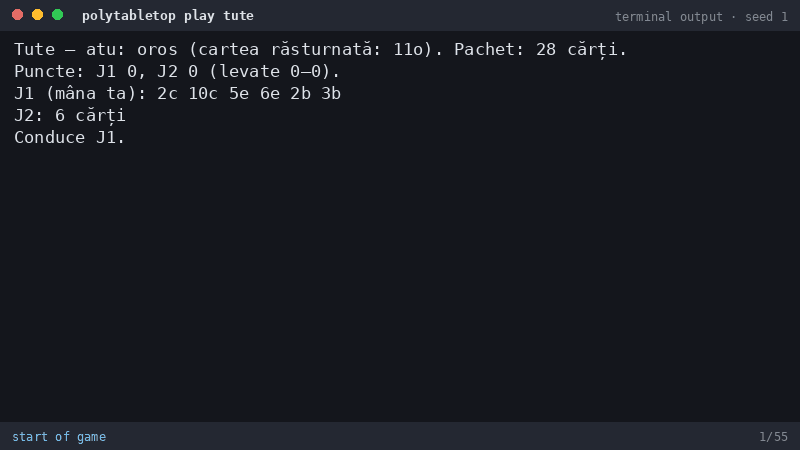 polytabletop play tute
terminal output · seed 1
Tute — atu: oros (cartea răsturnată: 11o). Pachet: 28 cărți.
Puncte: J1 0, J2 0 (levate 0–0).
J1 (mâna ta): 2c 10c 5e 6e 2b 3b
J2: 6 cărți
Conduce J1.
start of game
1/55